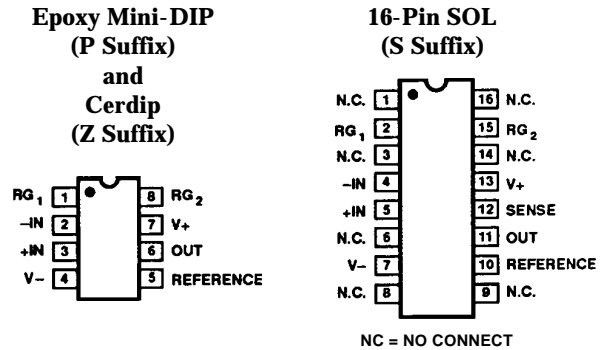 Epoxy Mini-DIP
(P Suffix)
and
Cerdip
(Z Suffix)
RG1 1 8 RG2
–IN 2 7 V+
+IN 3 6 OUT
V– 4 5 REFERENCE
16-Pin SOL
(S Suffix)
N.C. 1 16 N.C.
RG1 2 15 RG2
N.C. 3 14 N.C.
–IN 4 13 V+
+IN 5 12 SENSE
N.C. 6 11 OUT
V– 7 10 REFERENCE
N.C. 8 9 N.C.
NC = NO CONNECT